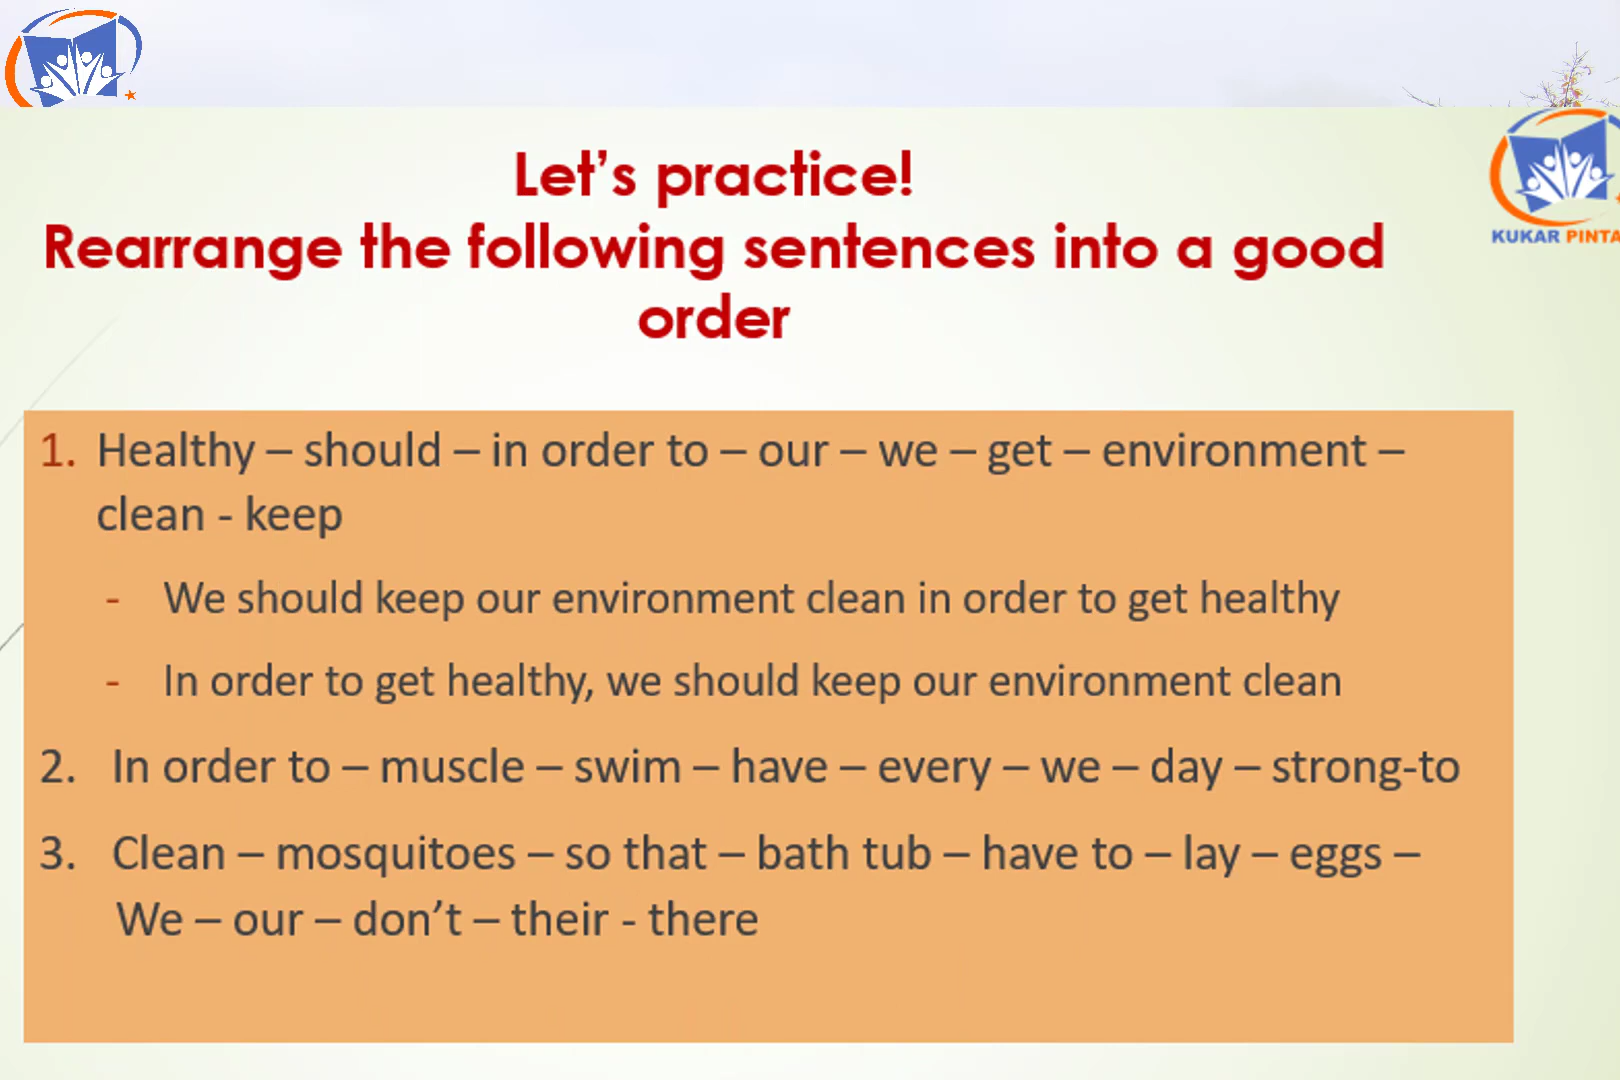 Let's practice!
Rearrange the following sentences into a good
order
KUKAR PINTA
1. Healthy – should – in order to – our – we – get – environment –
clean - keep
- We should keep our environment clean in order to get healthy
- In order to get healthy, we should keep our environment clean
2. In order to – muscle – swim – have – every – we – day – strong-to
3. Clean – mosquitoes – so that – bath tub – have to – lay – eggs –
We – our – don't – their - there